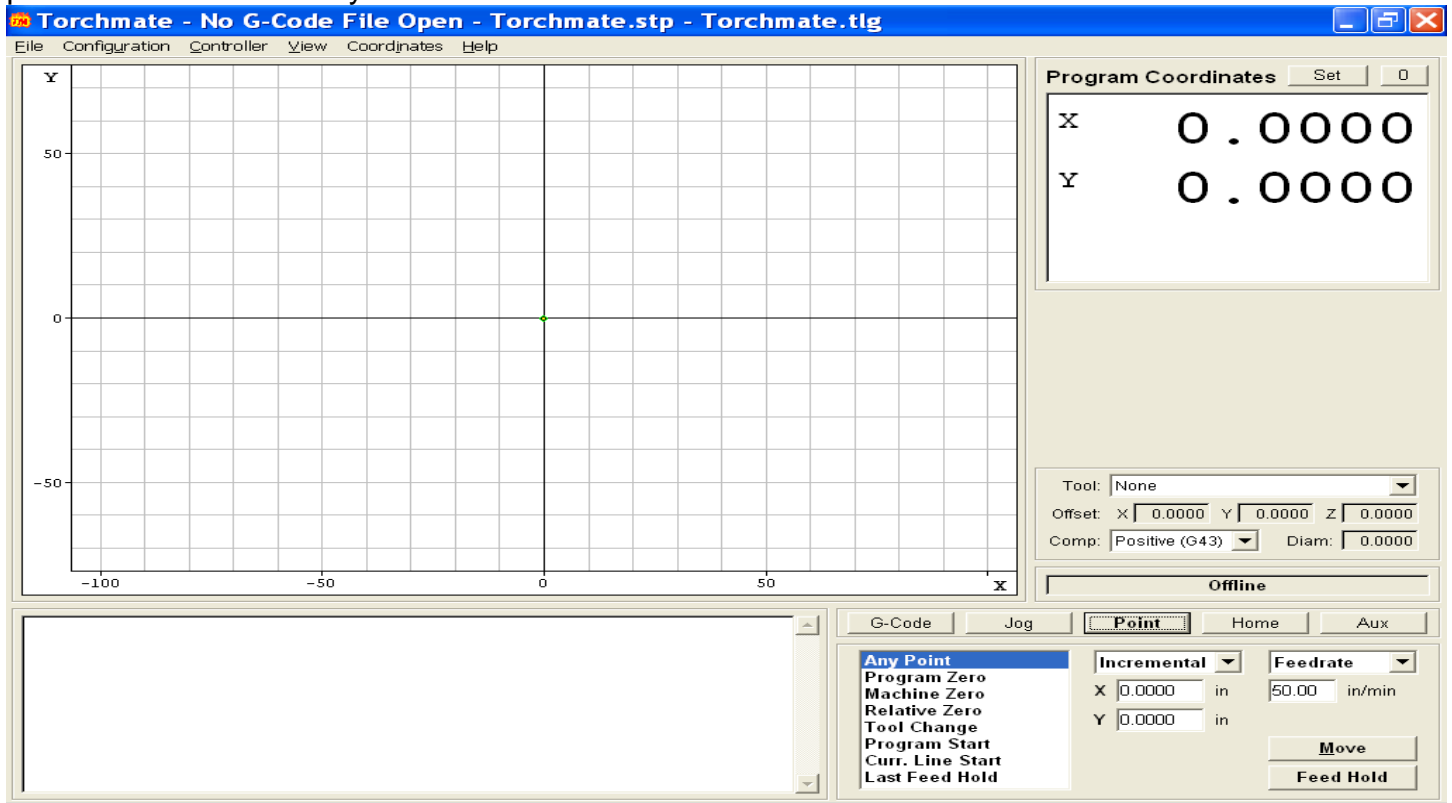 Torchmate - No G-Code File Open - Torchmate.stp - Torchmate.tlg
File Configuration Controller View Coordinates Help
Y
50
0
-50
-100 -50 0 50 X
Program Coordinates Set 0
X 0.0000
Y 0.0000
Tool: None
Offset: X 0.0000 Y 0.0000 Z 0.0000
Comp: Positive (G43) Diam: 0.0000
Offline
G-Code Jog Point Home Aux
Any Point
Program Zero
Machine Zero
Relative Zero
Tool Change
Program Start
Curr. Line Start
Last Feed Hold
Incremental Feedrate
X 0.0000 in 50.00 in/min
Y 0.0000 in
Move
Feed Hold